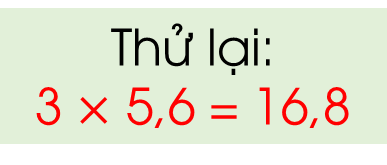 Thử lại:
3 × 5,6 = 16,8